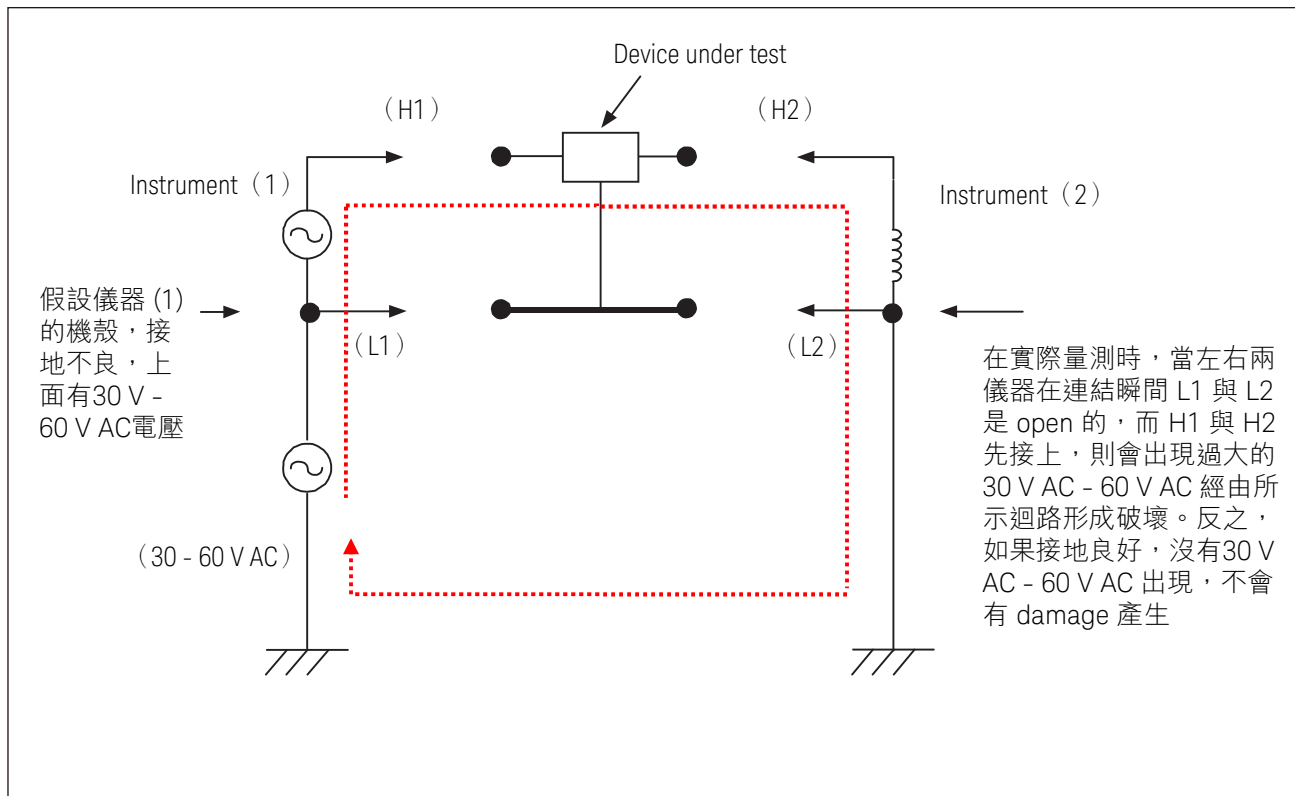 Device under test
（H1）
（H2）
Instrument（1）
Instrument（2）
假設儀器 (1)
的機殼，接
地不良，上
面有30 V -
60 V AC電壓
（L1）
（L2）
在實際量測時，當左右兩
儀器在連結瞬間 L1 與 L2
是 open 的，而 H1 與 H2
先接上，則會出現過大的
30 V AC - 60 V AC 經由所
示迴路形成破壞。反之，
如果接地良好，沒有30 V
AC - 60 V AC 出現，不會
有 damage 產生
（30 - 60 V AC）